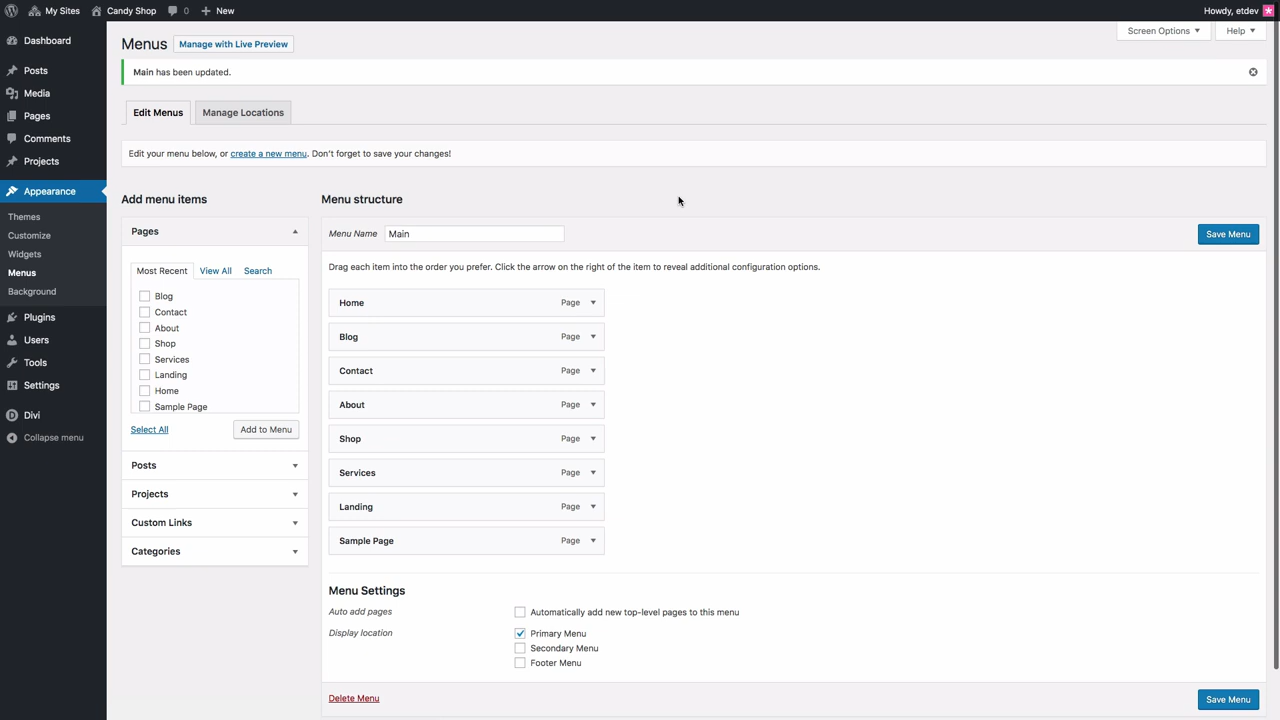 My Sites Candy Shop 0 New Howdy, etdev
Dashboard
Posts
Media
Pages
Comments
Projects
Appearance
Themes
Customize
Widgets
Menus
Background
Plugins
Users
Tools
Settings
Divi
Collapse menu
Screen Options Help
Menus Manage with Live Preview
Main has been updated.
Edit Menus Manage Locations
Edit your menu below, or create a new menu. Don't forget to save your changes!
Add menu items
Pages
Most Recent View All Search
Blog
Contact
About
Shop
Services
Landing
Home
Sample Page
Select All Add to Menu
Posts
Projects
Custom Links
Categories
Menu structure
Menu Name Main Save Menu
Drag each item into the order you prefer. Click the arrow on the right of the item to reveal additional configuration options.
Home Page
Blog Page
Contact Page
About Page
Shop Page
Services Page
Landing Page
Sample Page Page
Menu Settings
Auto add pages Automatically add new top-level pages to this menu
Display location Primary Menu
Secondary Menu
Footer Menu
Delete Menu Save Menu